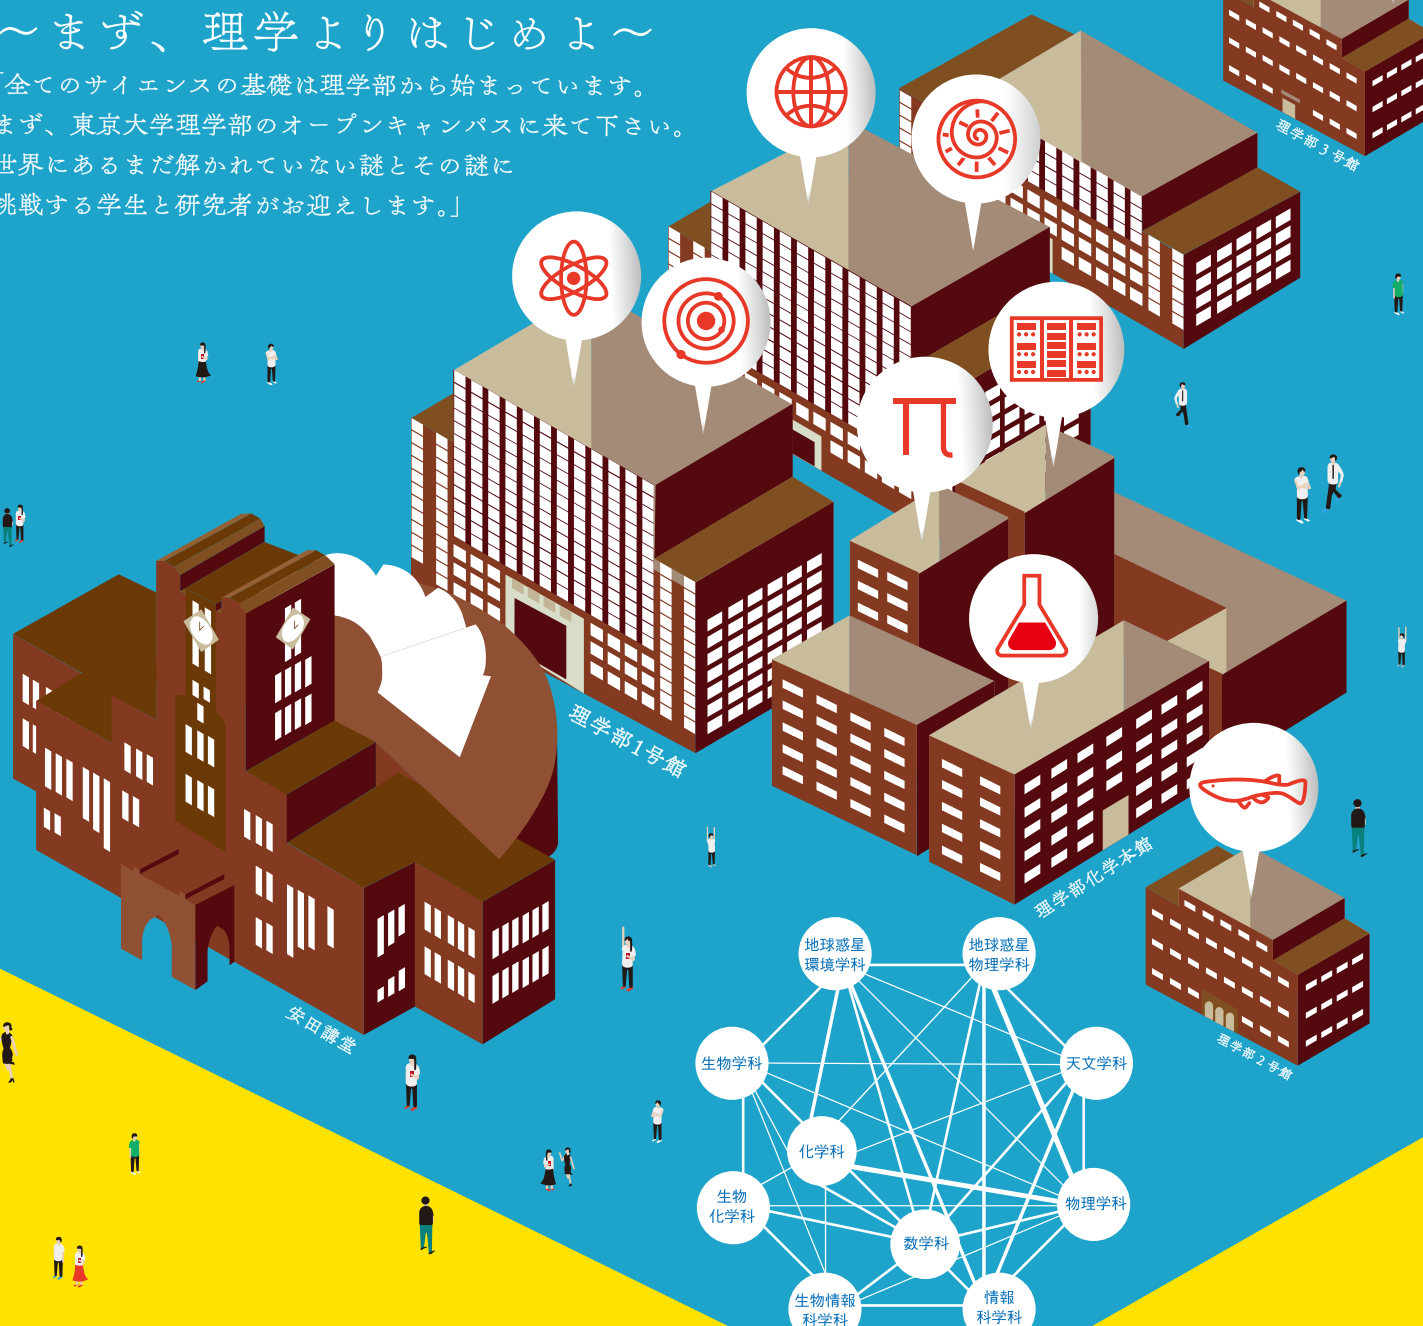 ～まず、理学よりはじめよ～
「全てのサイエンスの基礎は理学部から始まっています。
まず、東京大学理学部のオープンキャンパスに来て下さい。
世界にあるまだ解かれていない謎とその謎に
挑戦する学生と研究者がお迎えします。」
理学部3号館
理学部1号館
理学部化学本館
理学部2号館
安田講堂
地球惑星
環境学科
地球惑星
物理学科
生物学科
天文学科
化学科
生物
化学科
物理学科
数学科
生物情報
科学科
情報
科学科